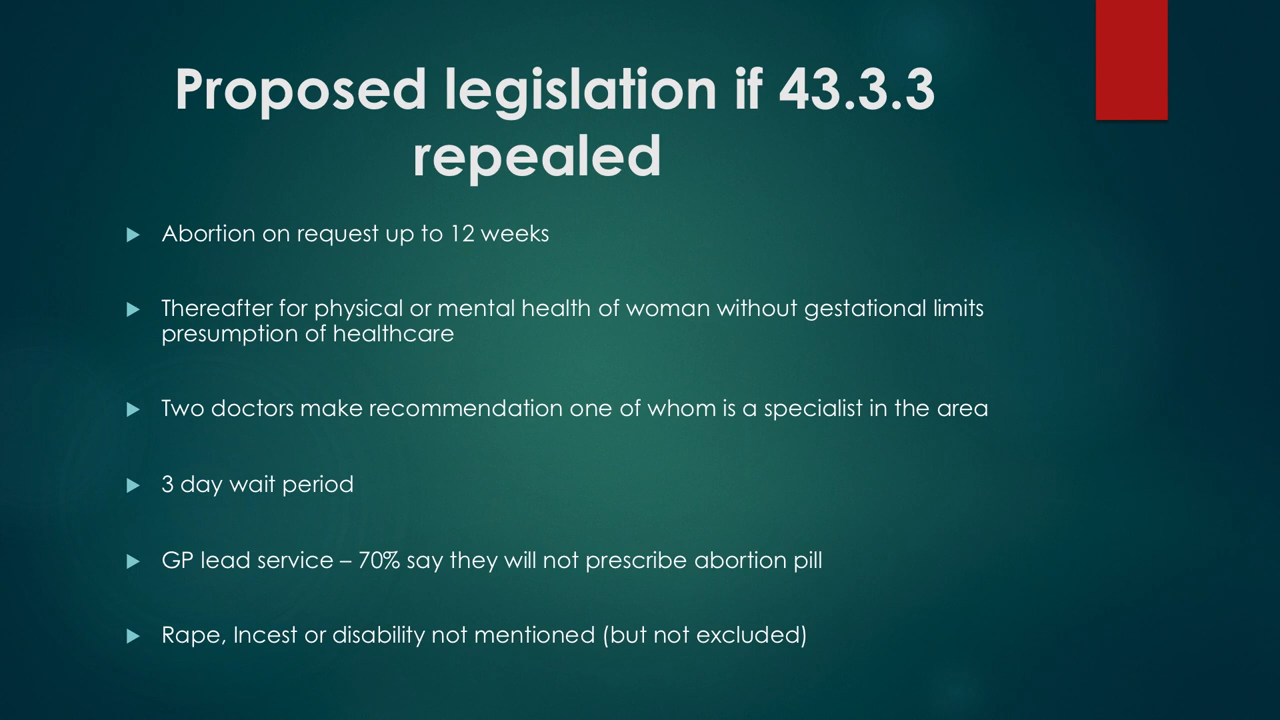 Proposed legislation if 43.3.3
repealed
Abortion on request up to 12 weeks
Thereafter for physical or mental health of woman without gestational limits
presumption of healthcare
Two doctors make recommendation one of whom is a specialist in the area
3 day wait period
GP lead service – 70% say they will not prescribe abortion pill
Rape, Incest or disability not mentioned (but not excluded)